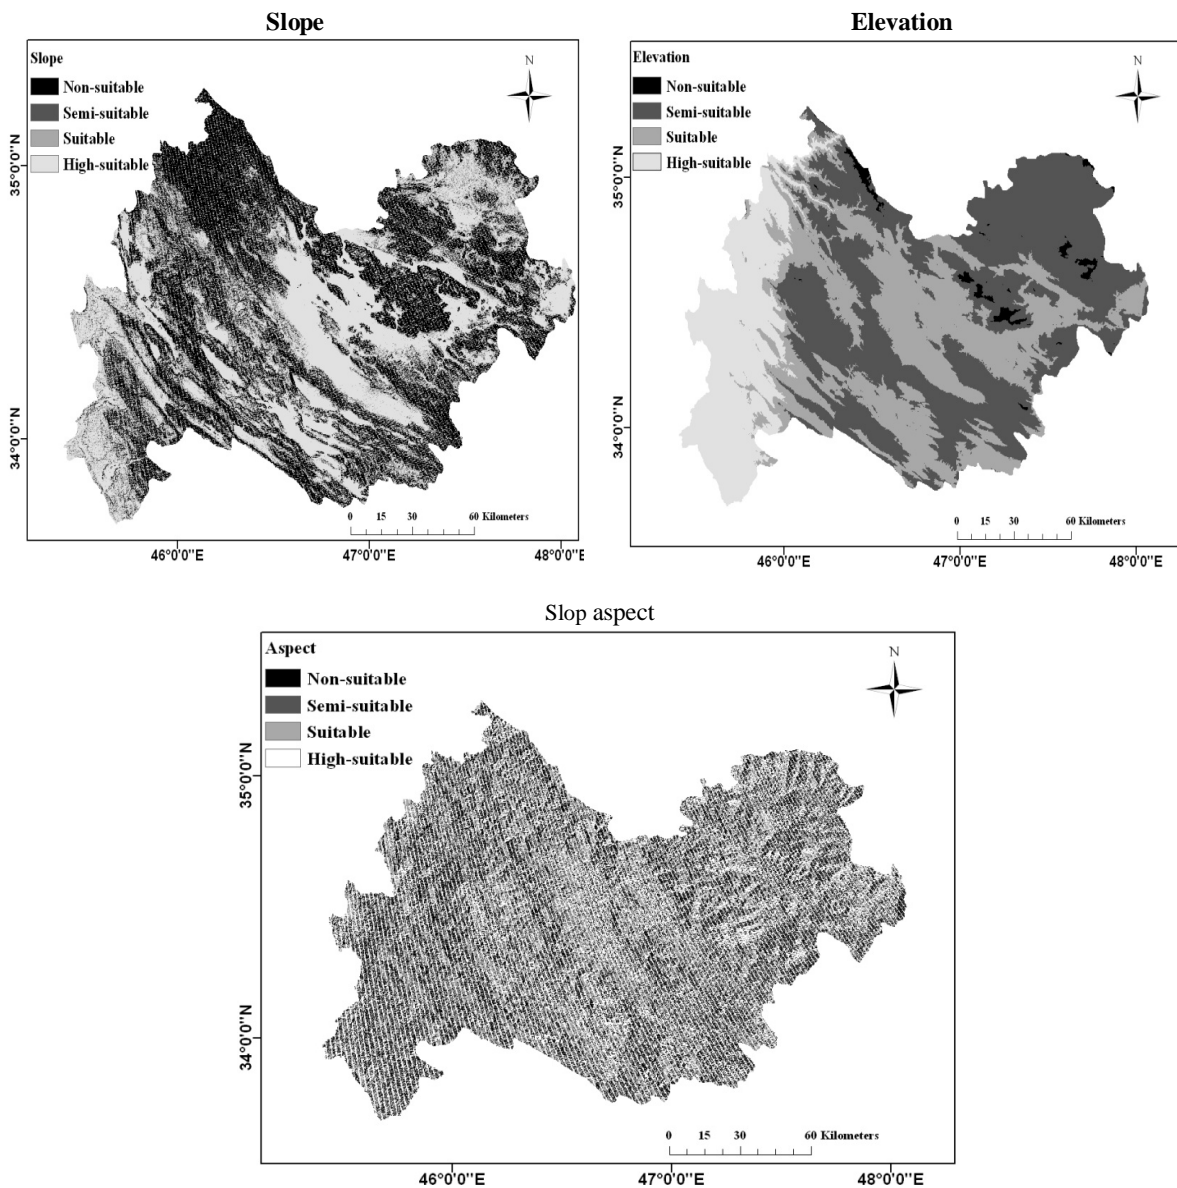 Slope
Elevation
Slope
Non-suitable
Semi-suitable
Suitable
High-suitable
N
35°0'0"N
34°0'0"N
0 15 30 60 Kilometers
46°0'0"E 47°0'0"E 48°0'0"E
Elevation
Non-suitable
Semi-suitable
Suitable
High-suitable
N
35°0'0"N
34°0'0"N
0 15 30 60 Kilometers
46°0'0"E 47°0'0"E 48°0'0"E
Slop aspect
Aspect
Non-suitable
Semi-suitable
Suitable
High-suitable
N
35°0'0"N
34°0'0"N
0 15 30 60 Kilometers
46°0'0"E 47°0'0"E 48°0'0"E